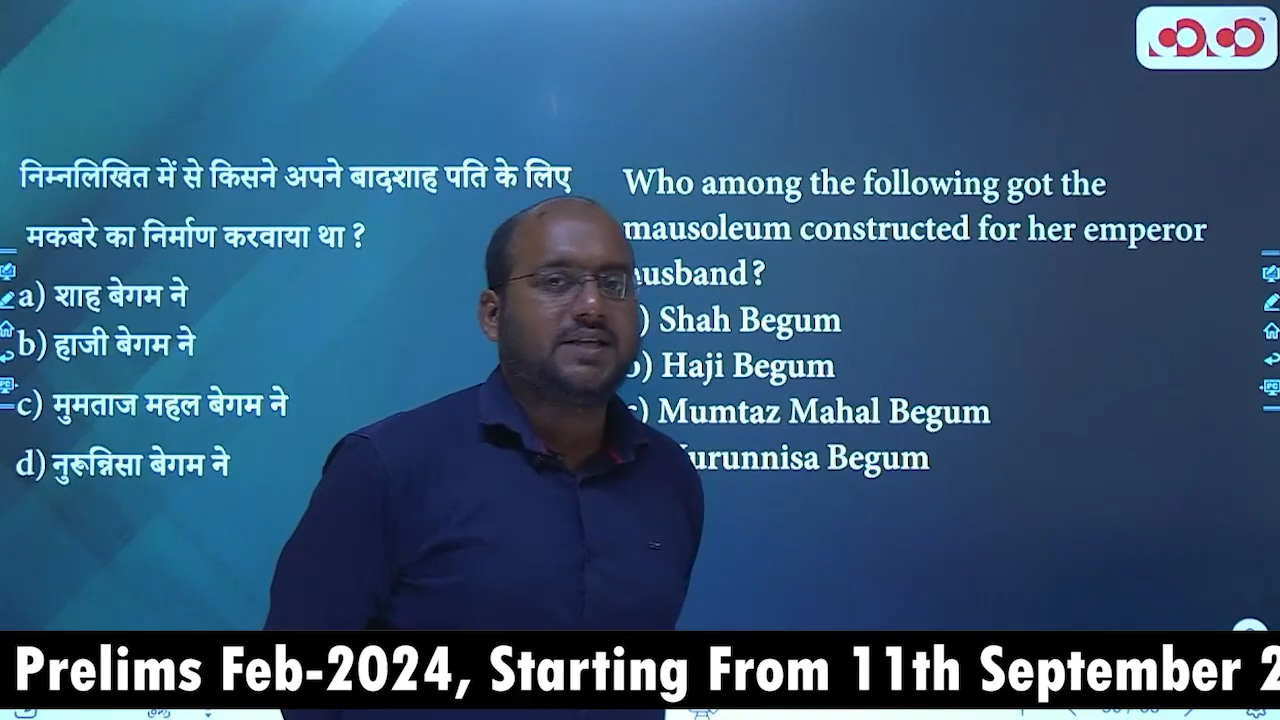 निम्नलिखित में से किसने अपने बादशाह पति के लिए
मकबरे का निर्माण करवाया था ?
a) शाह बेगम ने
b) हाजी बेगम ने
c) मुमताज महल बेगम ने
d) नुरून्निसा बेगम ने
Who among the following got the
mausoleum constructed for her emperor
husband?
) Shah Begum
b) Haji Begum
c) Mumtaz Mahal Begum
Nurunnisa Begum
Prelims Feb-2024, Starting From 11th September 2